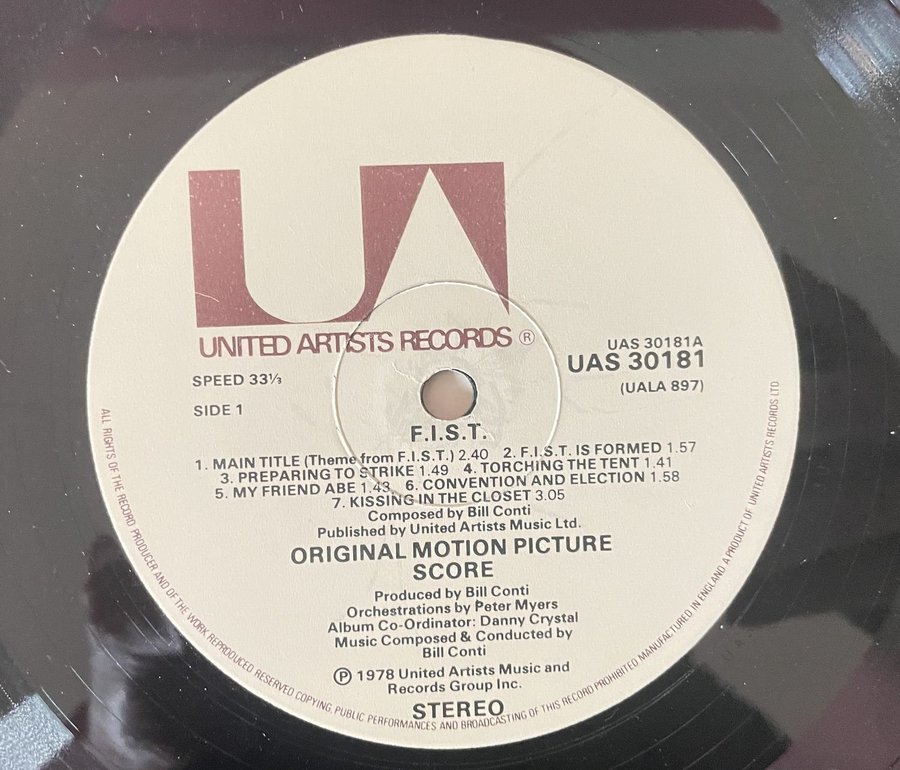 UA
UNITED ARTISTS RECORDS ®
SPEED 33⅓
SIDE 1
UAS 30181A
UAS 30181
(UALA 897)
F.I.S.T.
1. MAIN TITLE (Theme from F.I.S.T.) 2.40 2. F.I.S.T. IS FORMED 1.57
3. PREPARING TO STRIKE 1.49 4. TORCHING THE TENT 1.41
5. MY FRIEND ABE 1.43 6. CONVENTION AND ELECTION 1.58
7. KISSING IN THE CLOSET 3.05
Composed by Bill Conti
Published by United Artists Music Ltd.
ORIGINAL MOTION PICTURE
SCORE
Produced by Bill Conti
Orchestrations by Peter Myers
Album Co-Ordinator: Danny Crystal
Music Composed & Conducted by
Bill Conti
Ⓟ 1978 United Artists Music and
Records Group Inc.
STEREO
ALL RIGHTS OF THE RECORD PRODUCER AND OF THE WORK REPRODUCED RESERVED COPYING, PUBLIC PERFORMANCES AND BROADCASTING OF THIS RECORD PROHIBITED MANUFACTURED IN ENGLAND A PRODUCT OF UNITED ARTISTS RECORDS LTD